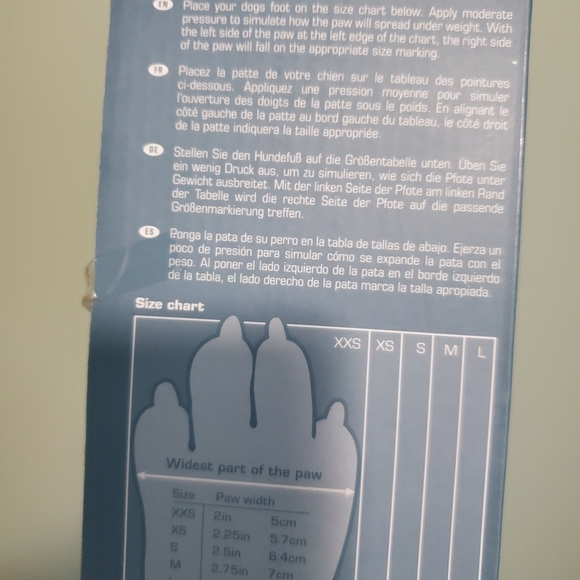 EN Place your dogs foot on the size chart below. Apply moderate
pressure to simulate how the paw will spread under weight. With
the left side of the paw at the left edge of the chart, the right side
of the paw will fall on the appropriate size marking.
FR Placez la patte de votre chien sur le tableau des pointures
ci-dessous. Appliquez une pression moyenne pour simuler
l'ouverture des doigts de la patte sous le poids. En alignant le
côté gauche de la patte au bord gauche du tableau, le côté droit
de la patte indiquera la taille appropriée.
DE Stellen Sie den Hundefuß auf die Größentabelle unten. Üben Sie
ein wenig Druck aus, um zu simulieren, wie sich die Pfote unter
Gewicht ausbreitet. Mit der linken Seite der Pfote am linken Rand
der Tabelle wird die rechte Seite der Pfote auf die passende
Größenmarkierung treffen.
ES Ponga la pata de su perro en la tabla de tallas de abajo. Ejerza un
poco de presión para simular cómo se expande la pata con el
peso. Al poner el lado izquierdo de la pata en el borde izquierdo
de la tabla, el lado derecho de la pata marca la talla apropiada.
Size chart
XXS XS S M L
Widest part of the paw
Size Paw width
XXS 2in 5cm
XS 2.25in 5.7cm
S 2.5in 6.4cm
M 2.75in 7cm